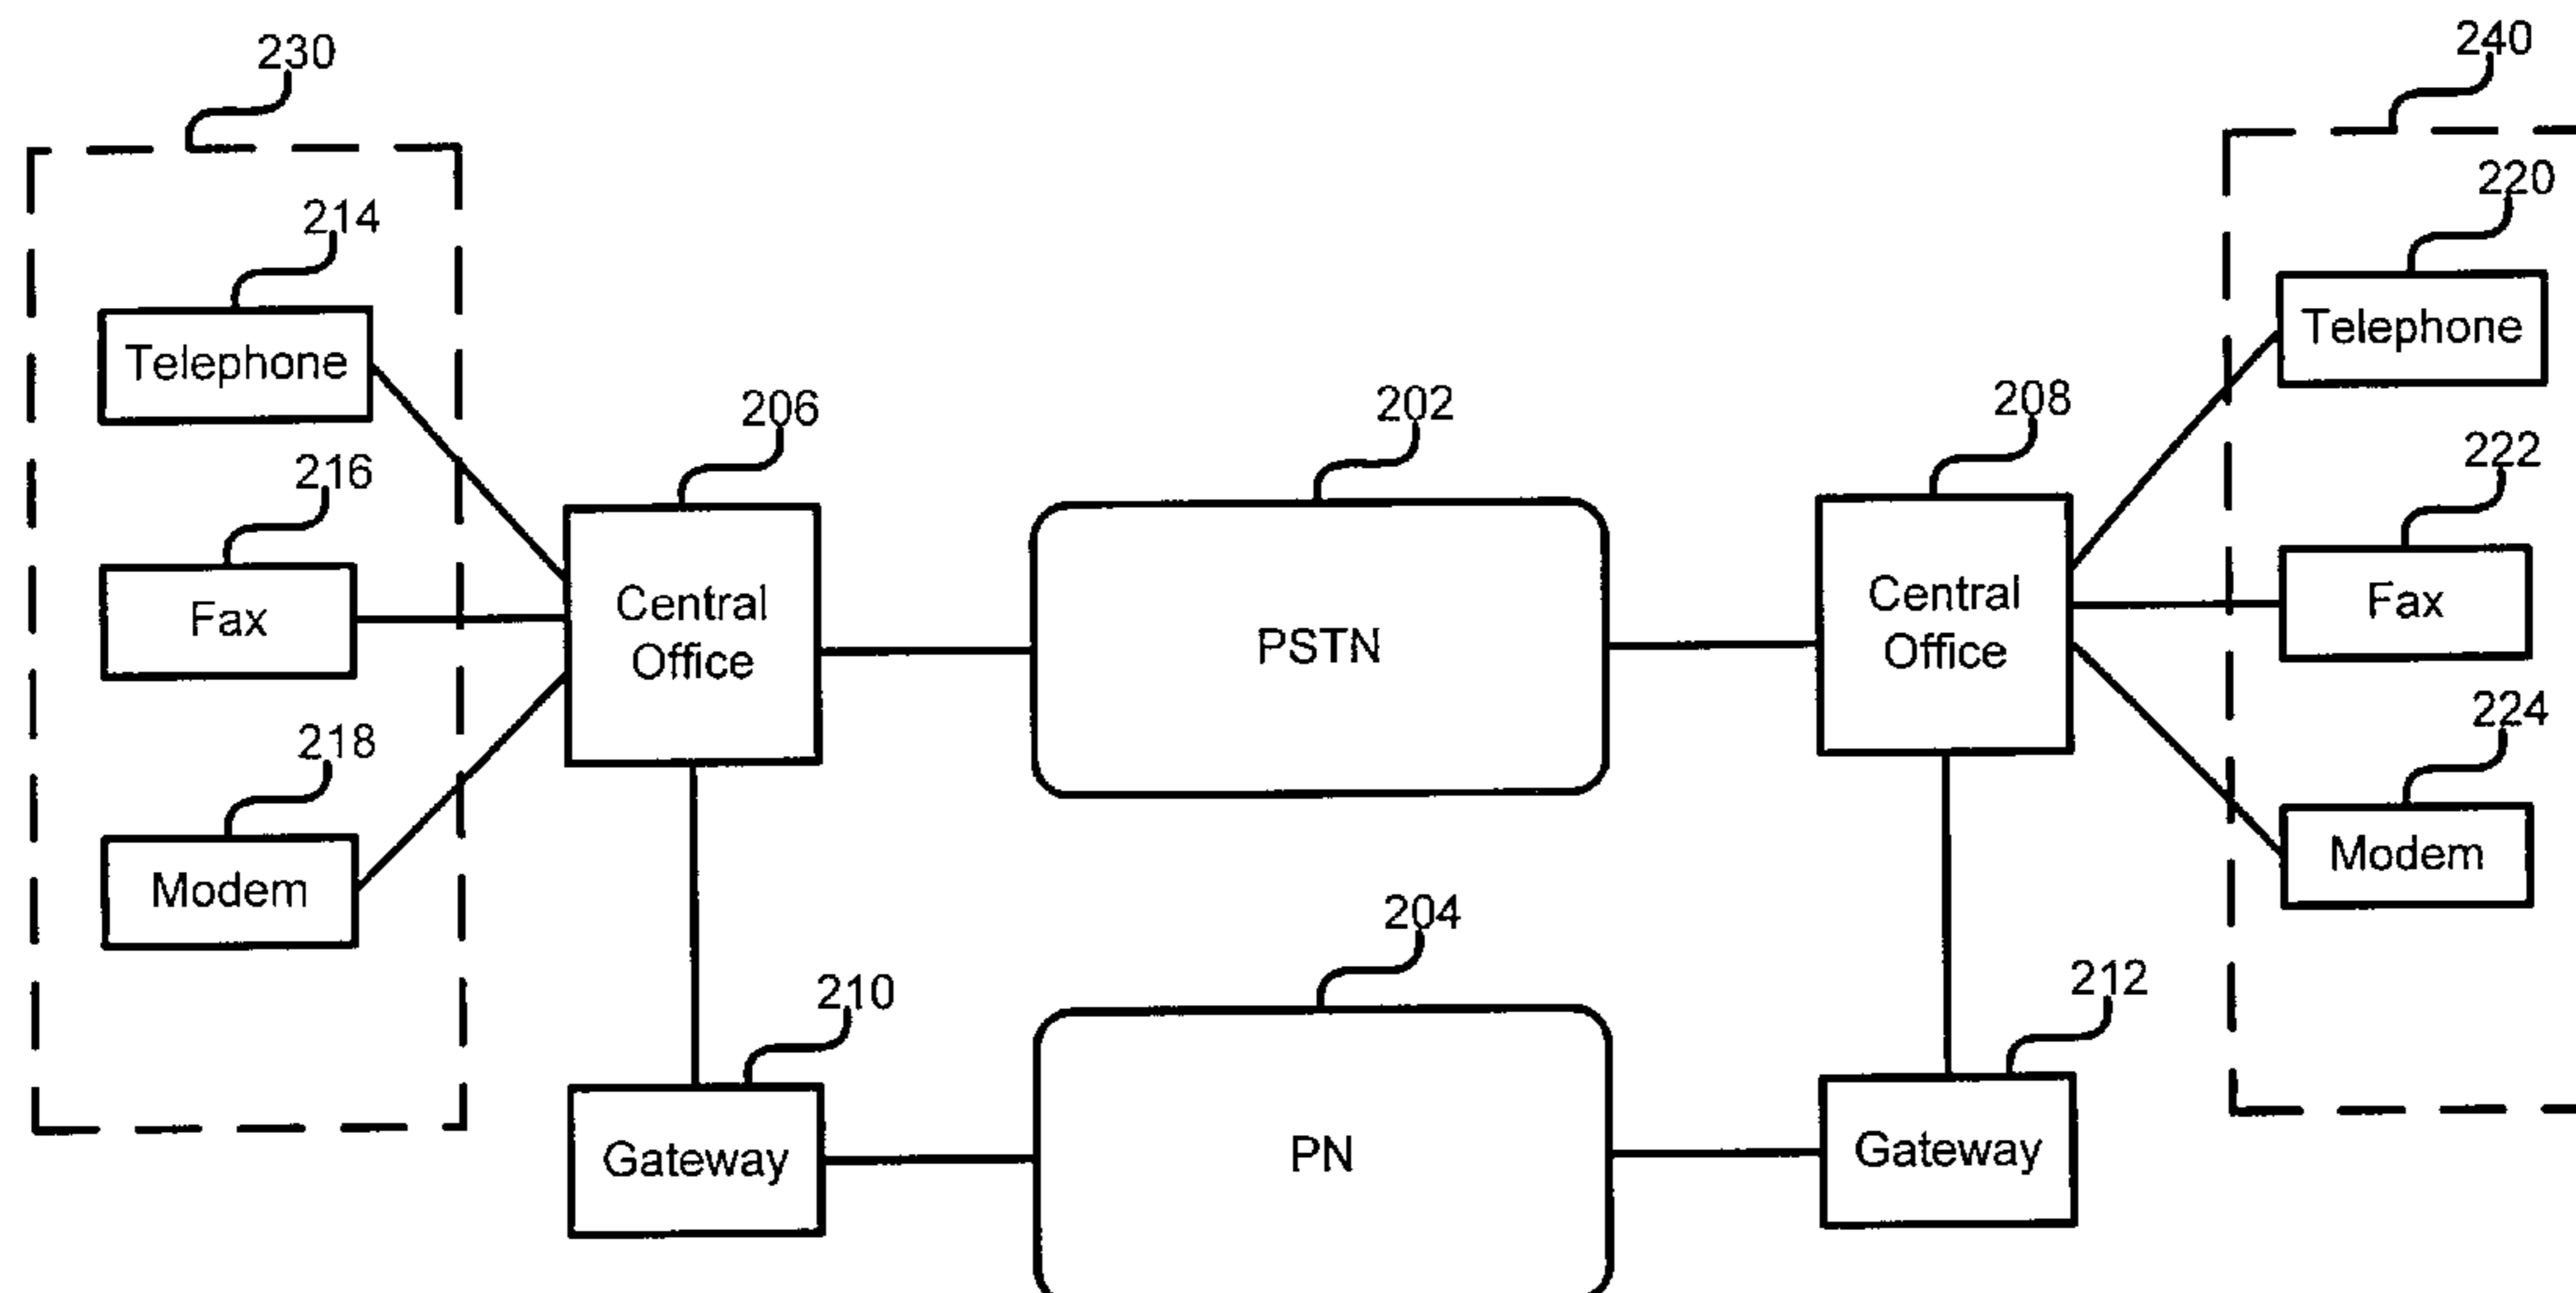 230
240
214
220
Telephone
Telephone
206
202
208
216
222
Fax
Central
Office
PSTN
Central
Office
Fax
218
224
Modem
Modem
210
204
212
Gateway
PN
Gateway